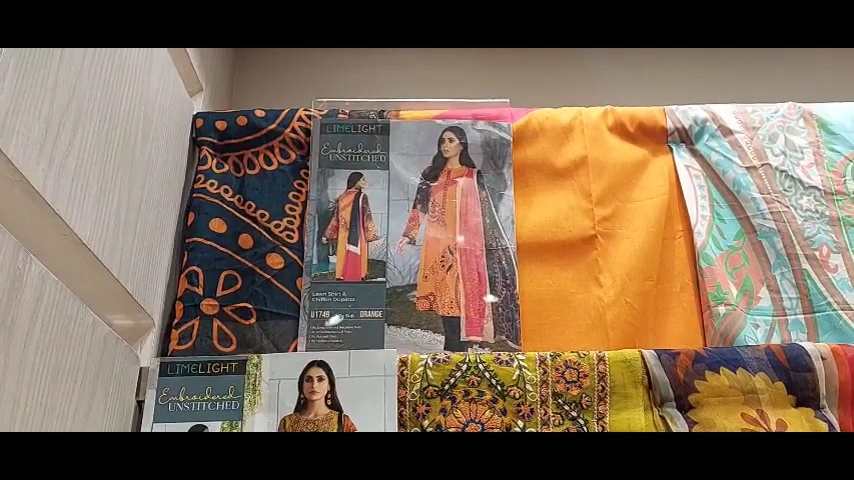 LIMELIGHT
Embroidered
UNSTITCHED
Lawn Shirt &
Chiffon Dupatta
U1749
ORANGE
LIMELIGHT
Embroidered
UNSTITCHED